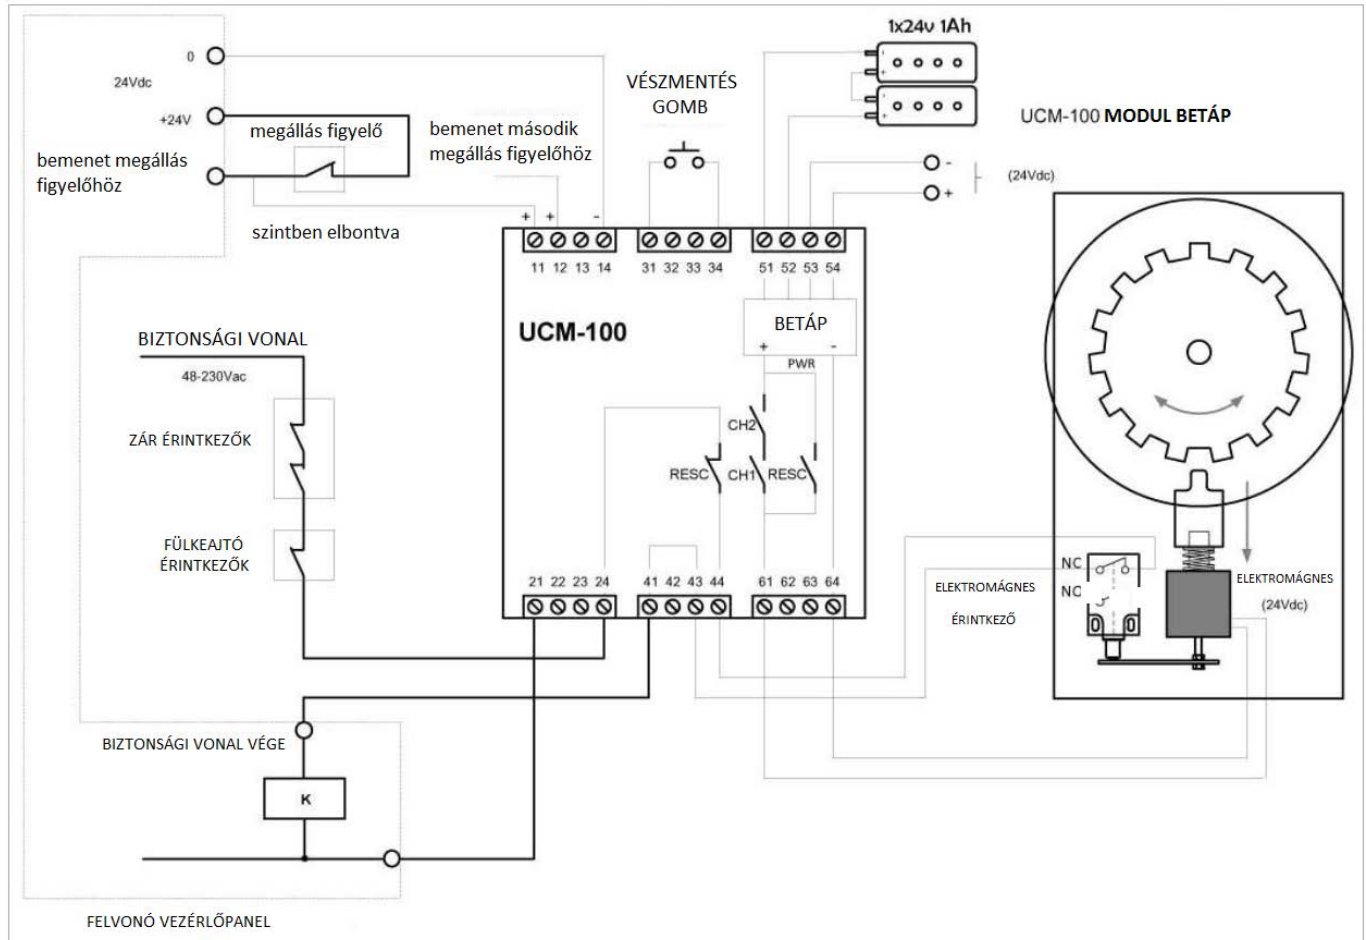 1x24v 1Ah
0
24Vdc
+24V
megállás figyelő
bemenet megállás
figyelőhöz
bemenet második
megállás figyelőhöz
szintben elbontva
VÉSZMENTÉS
GOMB
- +
- +
UCM-100 MODUL BETÁP
-
+
(24Vdc)
+ + -
11 12 13 14
31 32 33 34
51 52 53 54
UCM-100
BETÁP
+ -
PWR
CH2
RESC CH1 RESC
BIZTONSÁGI VONAL
48-230Vac
ZÁR ÉRINTKEZŐK
FÜLKEAJTÓ
ÉRINTKEZŐK
21 22 23 24
41 42 43 44
61 62 63 64
NC
NC
ELEKTROMÁGNES
ÉRINTKEZŐ
ELEKTROMÁGNES
(24Vdc)
BIZTONSÁGI VONAL VÉGE
K
FELVONÓ VEZÉRLŐPANEL